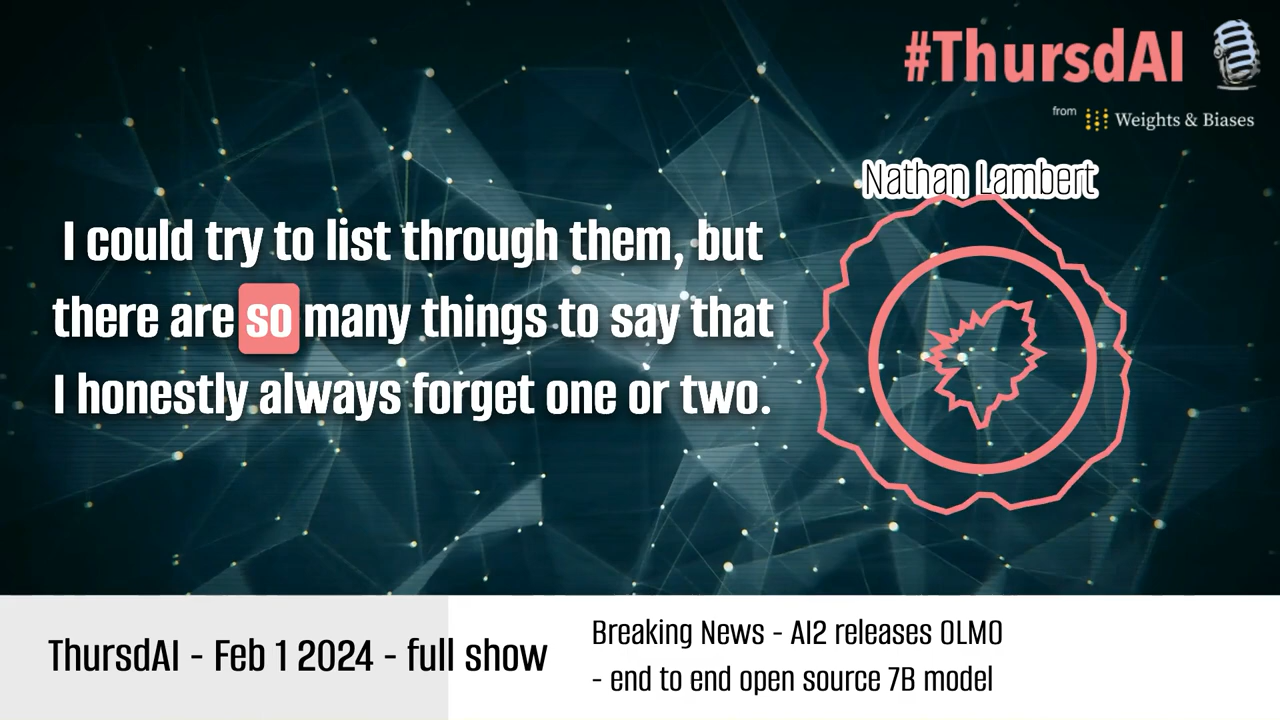 #ThursdAI
from Weights & Biases
Nathan Lambert
I could try to list through them, but
there are so many things to say that
I honestly always forget one or two.
ThursdAI - Feb 1 2024 - full show
Breaking News - AI2 releases OLMO
- end to end open source 7B model